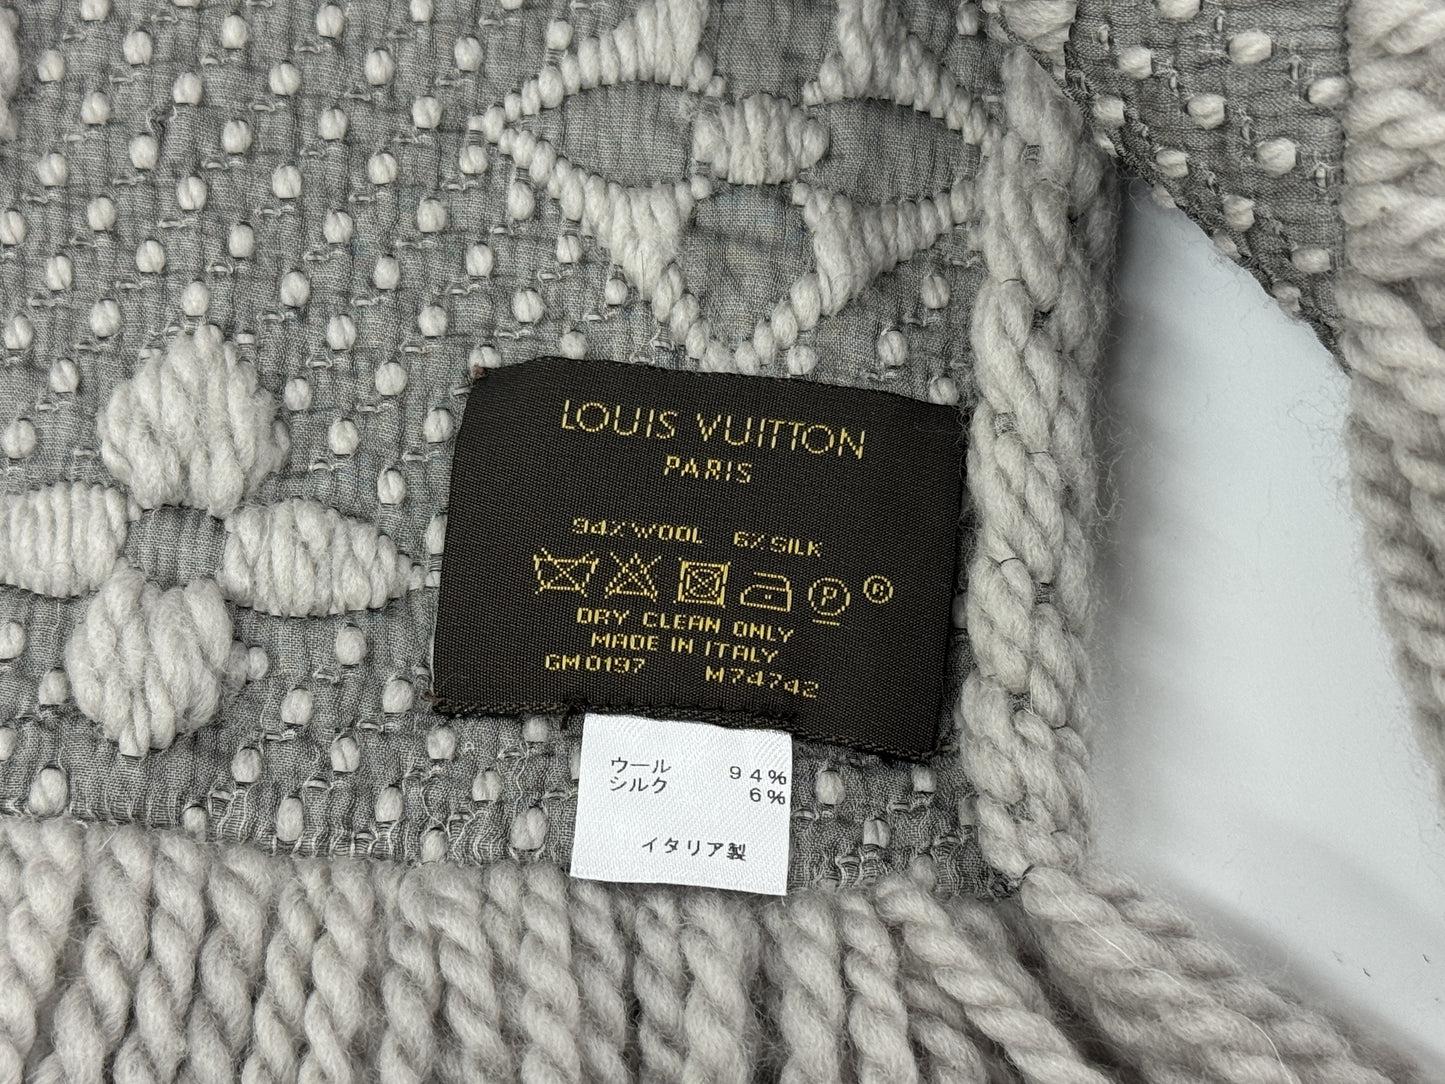 LOUIS VUITTON
PARIS
94% WOOL 6% SILK
P ®
DRY CLEAN ONLY
MADE IN ITALY
GM0197 M74742
ウール 94%
シルク 6%
イタリア製